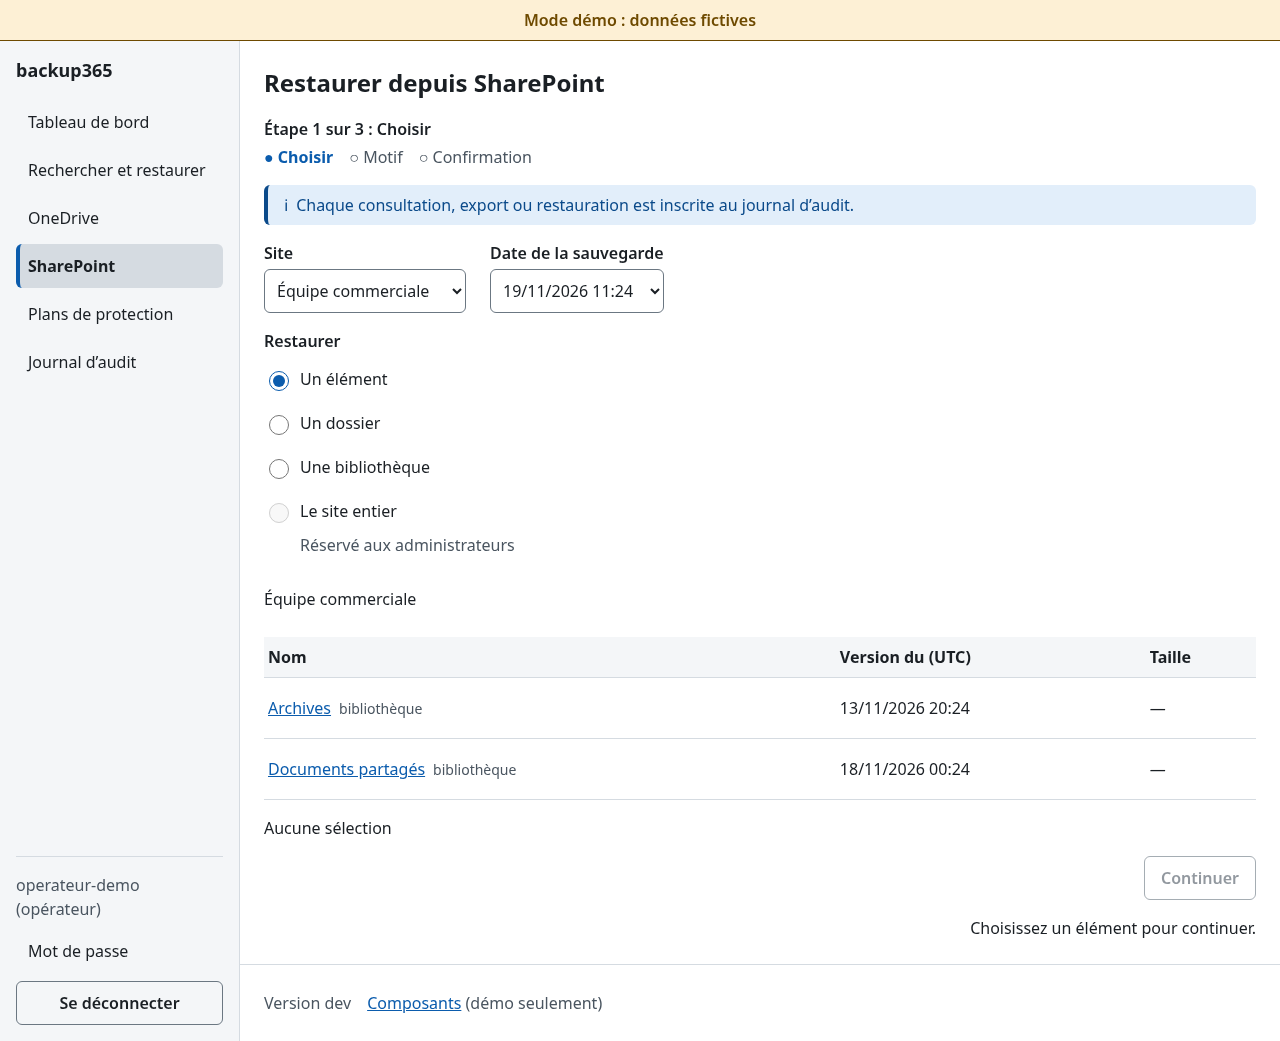 Mode démo : données fictives
backup365
Tableau de bord
Rechercher et restaurer
OneDrive
SharePoint
Plans de protection
Journal d’audit
operateur-demo
(opérateur)
Mot de passe
Se déconnecter
Restaurer depuis SharePoint
Étape 1 sur 3 : Choisir
● Choisir ○ Motif ○ Confirmation
i Chaque consultation, export ou restauration est inscrite au journal d’audit.
Site Date de la sauvegarde
Équipe commerciale 19/11/2026 11:24
Restaurer
Un élément
Un dossier
Une bibliothèque
Le site entier
Réservé aux administrateurs
Équipe commerciale
Nom Version du (UTC) Taille
Archives bibliothèque 13/11/2026 20:24 —
Documents partagés bibliothèque 18/11/2026 00:24 —
Aucune sélection
Continuer
Choisissez un élément pour continuer.
Version dev Composants (démo seulement)